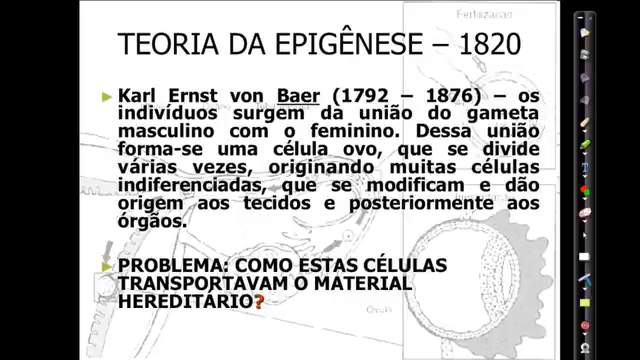 Fertilização
TEORIA DA EPIGÊNESE – 1820
Karl Ernst von Baer (1792 – 1876) – os
indivíduos surgem da união do gameta
masculino com o feminino. Dessa união
forma-se uma célula ovo, que se divide
várias vezes, originando muitas células
indiferenciadas, que se modificam e dão
origem aos tecidos e posteriormente aos
órgãos.
PROBLEMA: COMO ESTAS CÉLULAS
TRANSPORTAVAM O MATERIAL
HEREDITÁRIO?